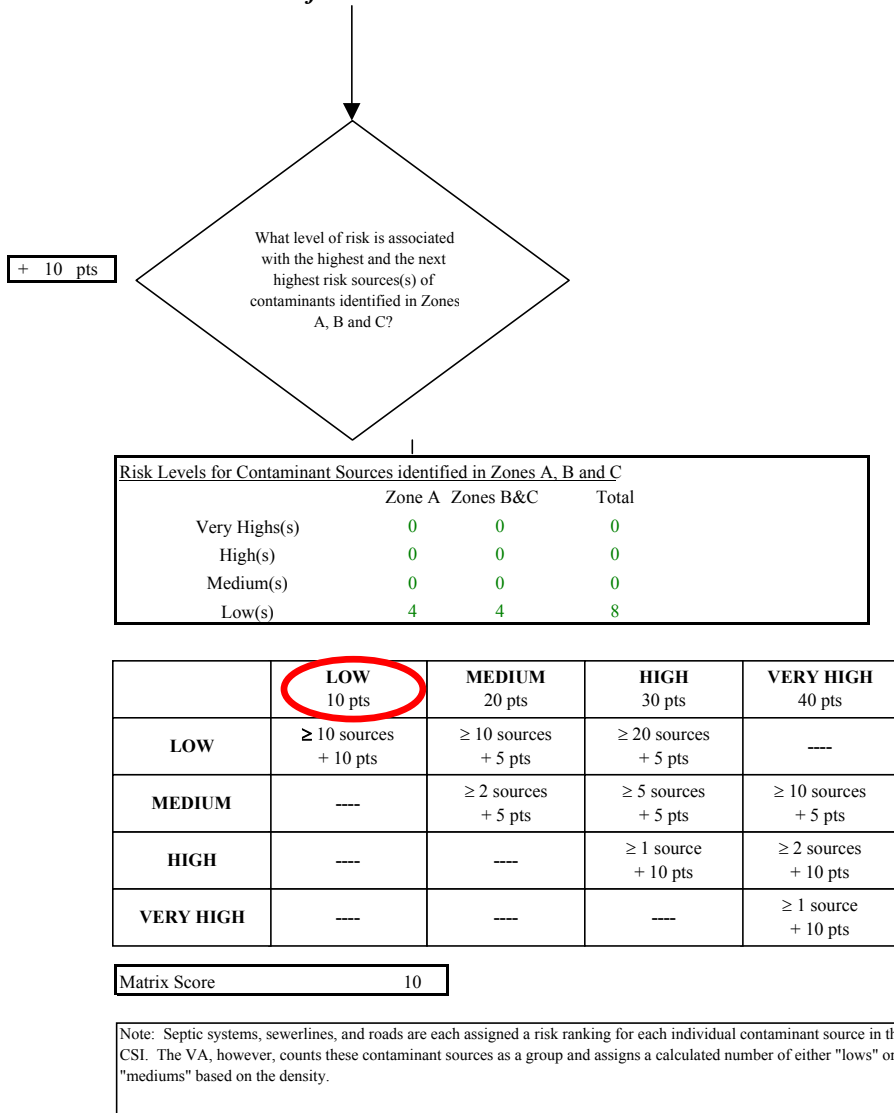 What level of risk is associated
with the highest and the next
highest risk sources(s) of
contaminants identified in Zones
A, B and C?
+ 10 pts
Risk Levels for Contaminant Sources identified in Zones A, B and C
Zone A Zones B&C Total
Very Highs(s) 0 0 0
High(s) 0 0 0
Medium(s) 0 0 0
Low(s) 4 4 8
LOW MEDIUM HIGH VERY HIGH
10 pts 20 pts 30 pts 40 pts
LOW ≥ 10 sources ≥ 10 sources ≥ 20 sources ----
+ 10 pts + 5 pts + 5 pts
MEDIUM ---- ≥ 2 sources ≥ 5 sources ≥ 10 sources
+ 5 pts + 5 pts + 5 pts
HIGH ---- ---- ≥ 1 source ≥ 2 sources
+ 10 pts + 10 pts
VERY HIGH ---- ---- ---- ≥ 1 source
+ 10 pts
Matrix Score 10
Note: Septic systems, sewerlines, and roads are each assigned a risk ranking for each individual contaminant source in th
CSI. The VA, however, counts these contaminant sources as a group and assigns a calculated number of either "lows" or
"mediums" based on the density.